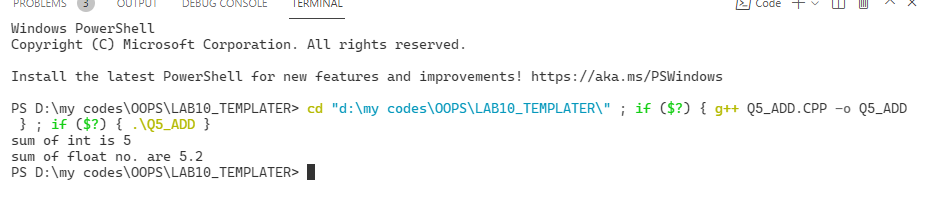 PROBLEMS 3 OUTPUT DEBUG CONSOLE TERMINAL Code
Windows PowerShell
Copyright (C) Microsoft Corporation. All rights reserved.
Install the latest PowerShell for new features and improvements! https://aka.ms/PSWindows
PS D:\my codes\OOPS\LAB10_TEMPLATER> cd "d:\my codes\OOPS\LAB10_TEMPLATER\" ; if ($?) { g++ Q5_ADD.CPP -o Q5_ADD
} ; if ($?) { .\Q5_ADD }
sum of int is 5
sum of float no. are 5.2
PS D:\my codes\OOPS\LAB10_TEMPLATER>